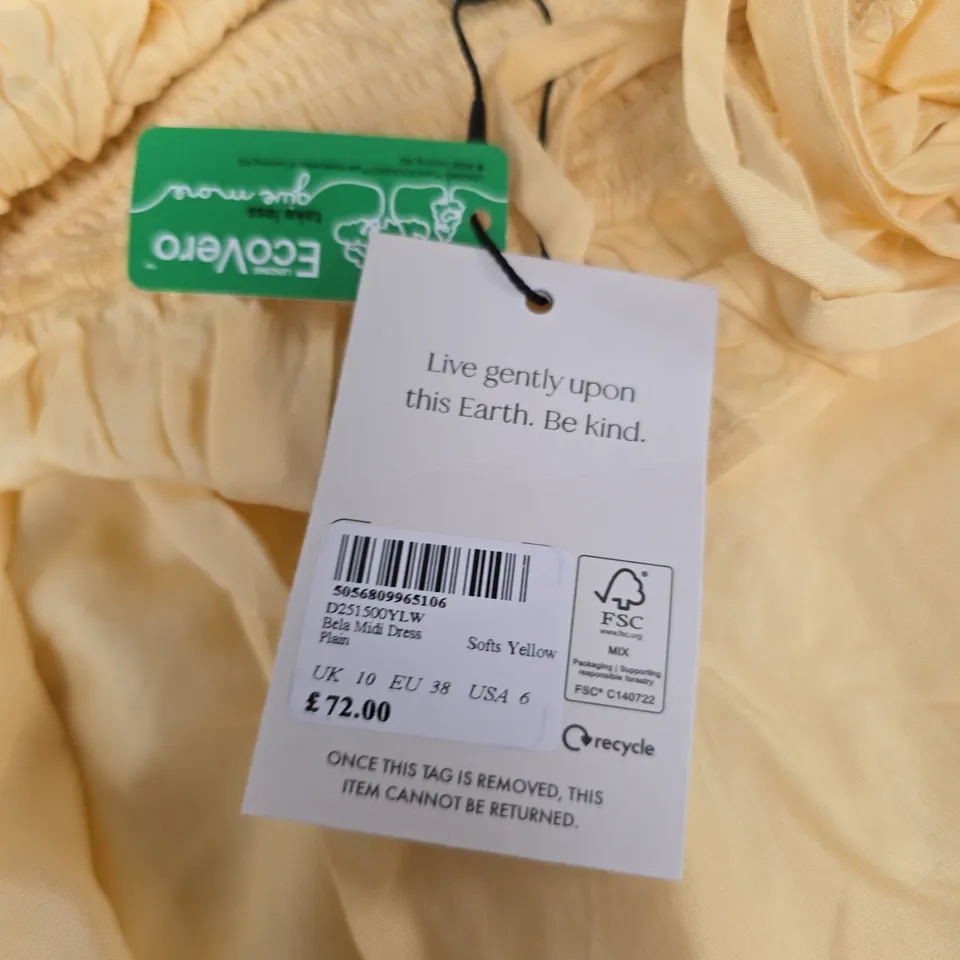 LENZING
EcoVero™
take less
give more
Live gently upon
this Earth. Be kind.
5056809965106
D251500YLW
Bela Midi Dress
Plain
Softs Yellow
UK 10 EU 38 USA 6
£72.00
FSC®
www.fsc.org
MIX
Packaging | Supporting
responsible forestry
FSC® C140722
recycle
ONCE THIS TAG IS REMOVED, THIS
ITEM CANNOT BE RETURNED.